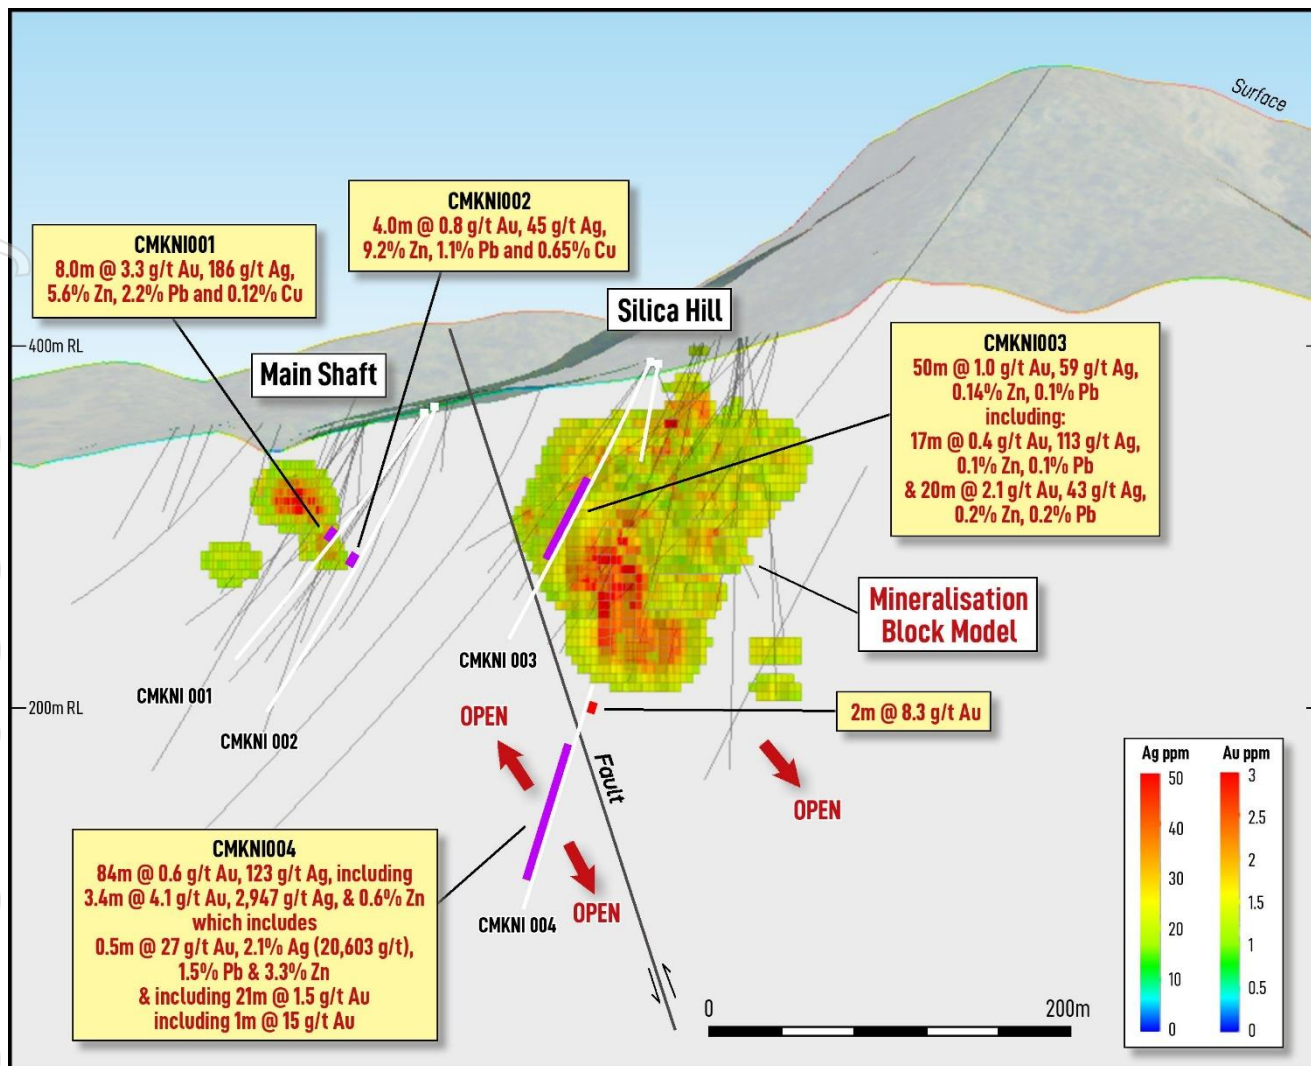 Surface
CMKNI002
4.0m @ 0.8 g/t Au, 45 g/t Ag,
9.2% Zn, 1.1% Pb and 0.65% Cu
CMKNI001
8.0m @ 3.3 g/t Au, 186 g/t Ag,
5.6% Zn, 2.2% Pb and 0.12% Cu
Silica Hill
400m RL
Main Shaft
CMKNI003
50m @ 1.0 g/t Au, 59 g/t Ag,
0.14% Zn, 0.1% Pb
including:
17m @ 0.4 g/t Au, 113 g/t Ag,
0.1% Zn, 0.1% Pb
& 20m @ 2.1 g/t Au, 43 g/t Ag,
0.2% Zn, 0.2% Pb
Mineralisation
Block Model
CMKNI 003
CMKNI 001
CMKNI 002
200m RL
2m @ 8.3 g/t Au
OPEN
Fault
OPEN
OPEN
CMKNI 004
CMKNI004
84m @ 0.6 g/t Au, 123 g/t Ag, including
3.4m @ 4.1 g/t Au, 2,947 g/t Ag, & 0.6% Zn
which includes
0.5m @ 27 g/t Au, 2.1% Ag (20,603 g/t),
1.5% Pb & 3.3% Zn
& including 21m @ 1.5 g/t Au
including 1m @ 15 g/t Au
0 200m
Ag ppm
50
40
30
20
10
0
Au ppm
3
2.5
2
1.5
1
0.5
0